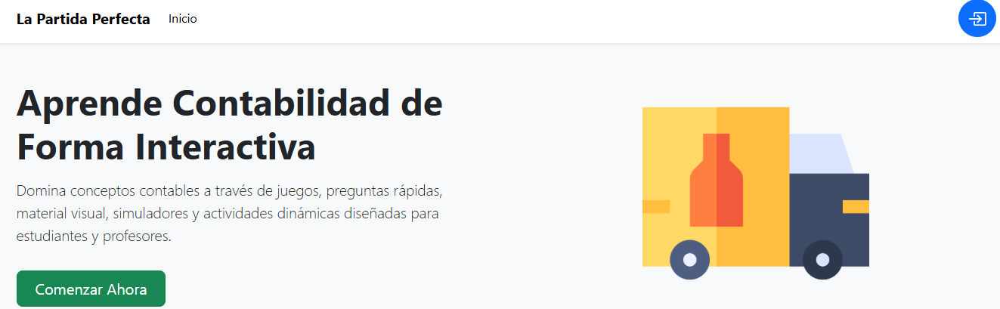 La Partida Perfecta Inicio
Aprende Contabilidad de
Forma Interactiva
Domina conceptos contables a través de juegos, preguntas rápidas,
material visual, simuladores y actividades dinámicas diseñadas para
estudiantes y profesores.
Comenzar Ahora